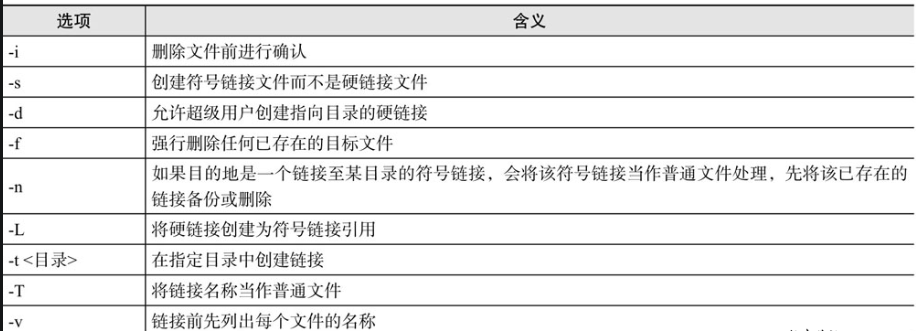 选项 含义
-i 删除文件前进行确认
-s 创建符号链接文件而不是硬链接文件
-d 允许超级用户创建指向目录的硬链接
-f 强行删除任何已存在的目标文件
-n 如果目的地是一个链接至某目录的符号链接，会将该符号链接当作普通文件处理，先将该已存在的
链接备份或删除
-L 将硬链接创建为符号链接引用
-t <目录> 在指定目录中创建链接
-T 将链接名称当作普通文件
-v 链接前先列出每个文件的名称